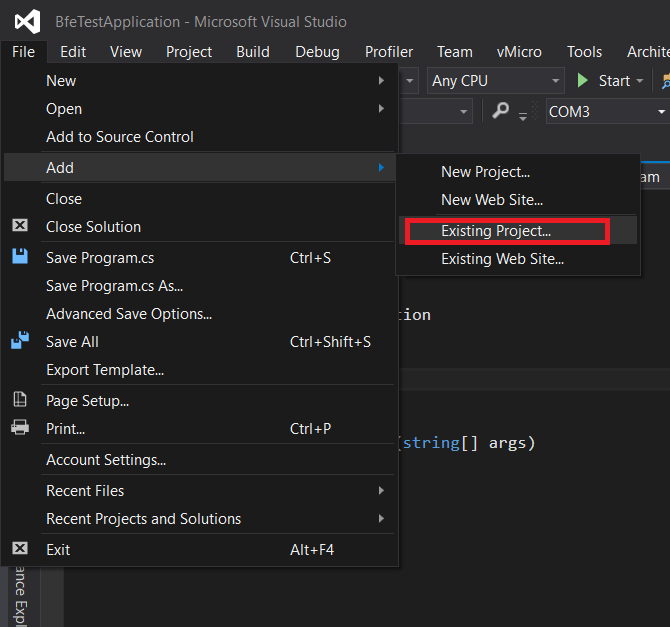 BfeTestApplication - Microsoft Visual Studio
File Edit View Project Build Debug Profiler Team vMicro Tools Archite
Any CPU Start
COM3
New
Open
Add to Source Control
Add
Close
Close Solution
Save Program.cs Ctrl+S
Save Program.cs As...
Advanced Save Options...
Save All Ctrl+Shift+S
Export Template...
Page Setup...
Print... Ctrl+P
Account Settings...
Recent Files
Recent Projects and Solutions
Exit Alt+F4
New Project...
New Web Site...
Existing Project...
Existing Web Site...
am
tion
(string[] args)
ance Expl